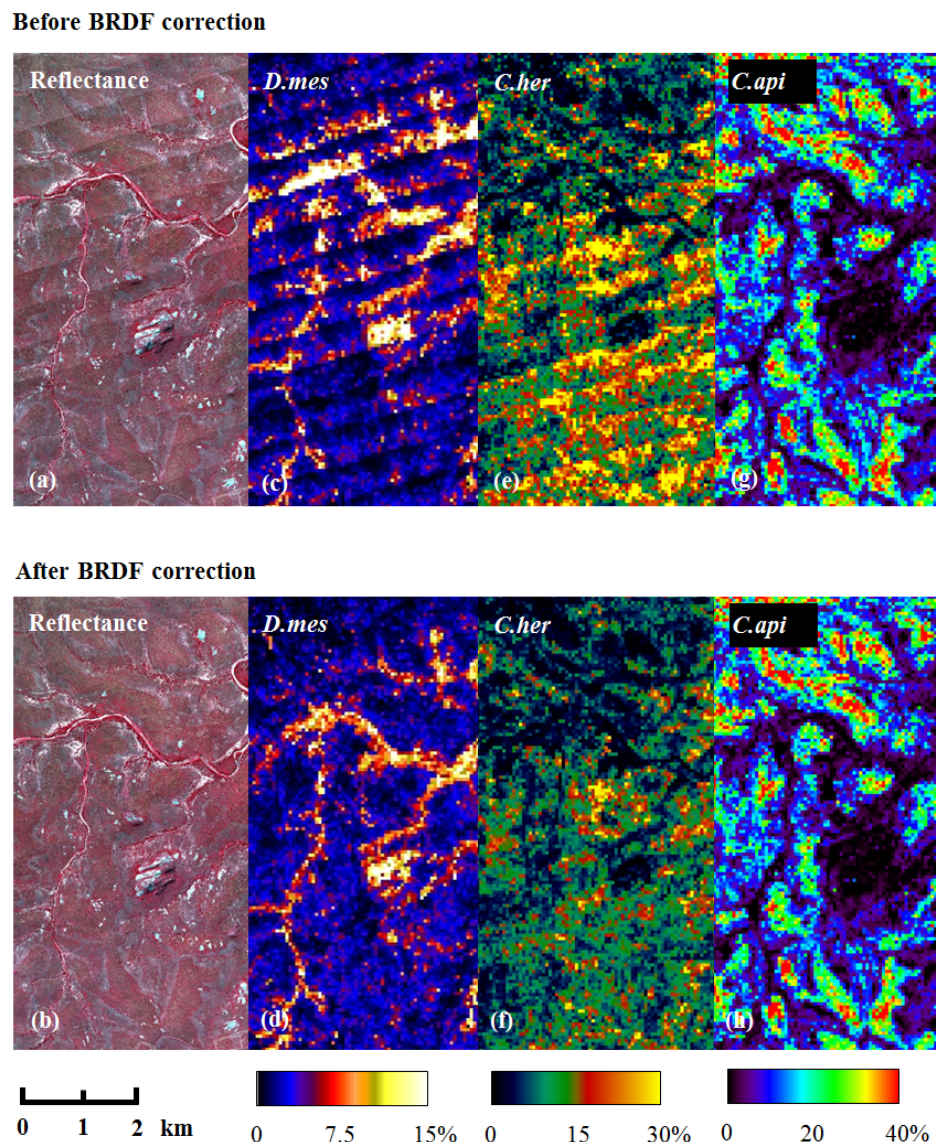 Before BRDF correction
Reflectance D.mes C.her C.api
(a) (c) (e) (g)
After BRDF correction
Reflectance D.mes C.her C.api
(b) (d) (f) (h)
0 1 2 km
0 7.5 15%
0 15 30%
0 20 40%